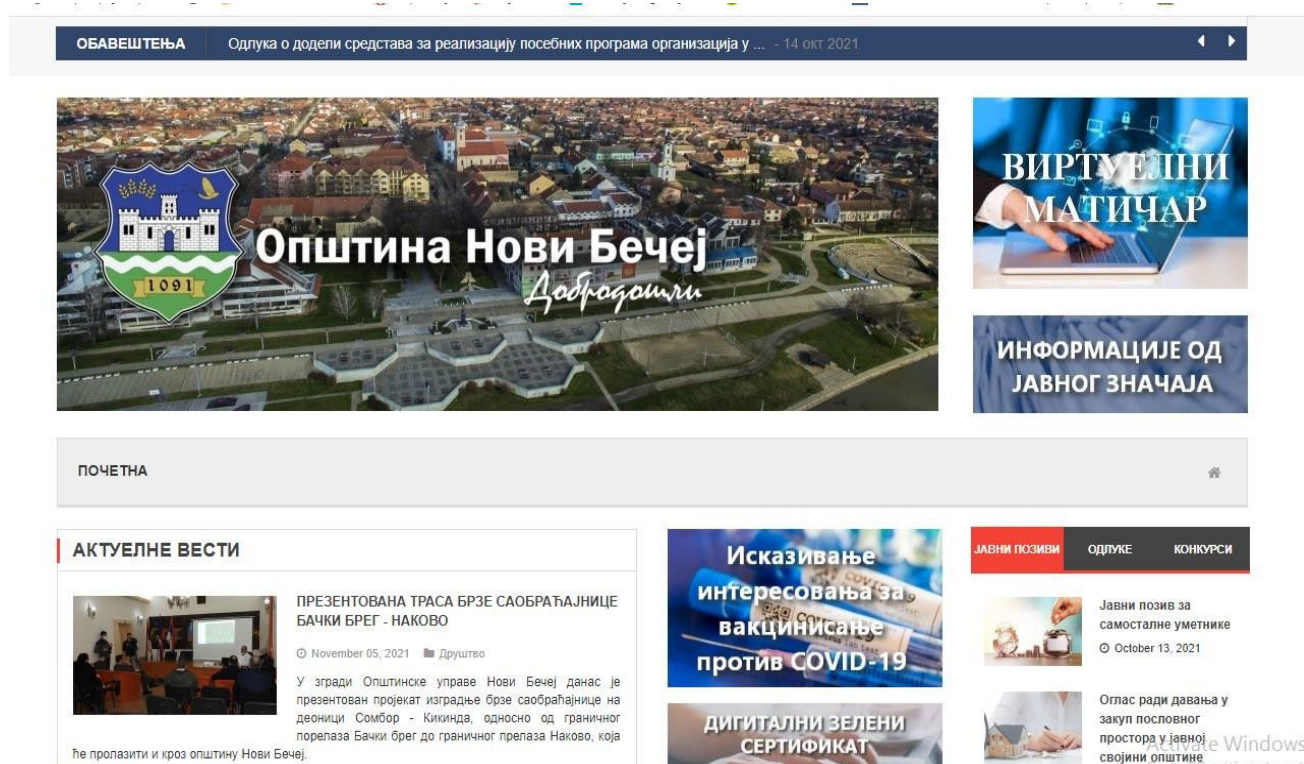 ОБАВЕШТЕЊА Одлука о додели средстава за реализацију посебних програма организација у ... - 14 окт 2021
1091
Општина Нови Бечеј
Добродошли
ВИРТУЕЛНИ
МАТИЧАР
ИНФОРМАЦИЈЕ ОД
ЈАВНОГ ЗНАЧАЈА
ПОЧЕТНА
АКТУЕЛНЕ ВЕСТИ
ПРЕЗЕНТОВАНА ТРАСА БРЗЕ САОБРАЋАЈНИЦЕ
БАЧКИ БРЕГ - НАКОВО
November 05, 2021 Друштво
У згради Општинске управе Нови Бечеј данас је
презентован пројекат изградње брзе саобраћајнице на
деоници Сомбор - Кикинда, односно од граничног
порелаза Бачки брег до граничног прелаза Наково, која
ће пролазити и кроз општину Нови Бечеј.
Исказивање
интересовања за
вакцинисање
против COVID-19
ДИГИТАЛНИ ЗЕЛЕНИ
СЕРТИФИКАТ
ЈАВНИ ПОЗИВИ ОДЛУКЕ КОНКУРСИ
Јавни позив за
самосталне уметнике
October 13, 2021
Оглас ради давања у
закуп пословног
простора у јавној
својини општине
Activate Windows